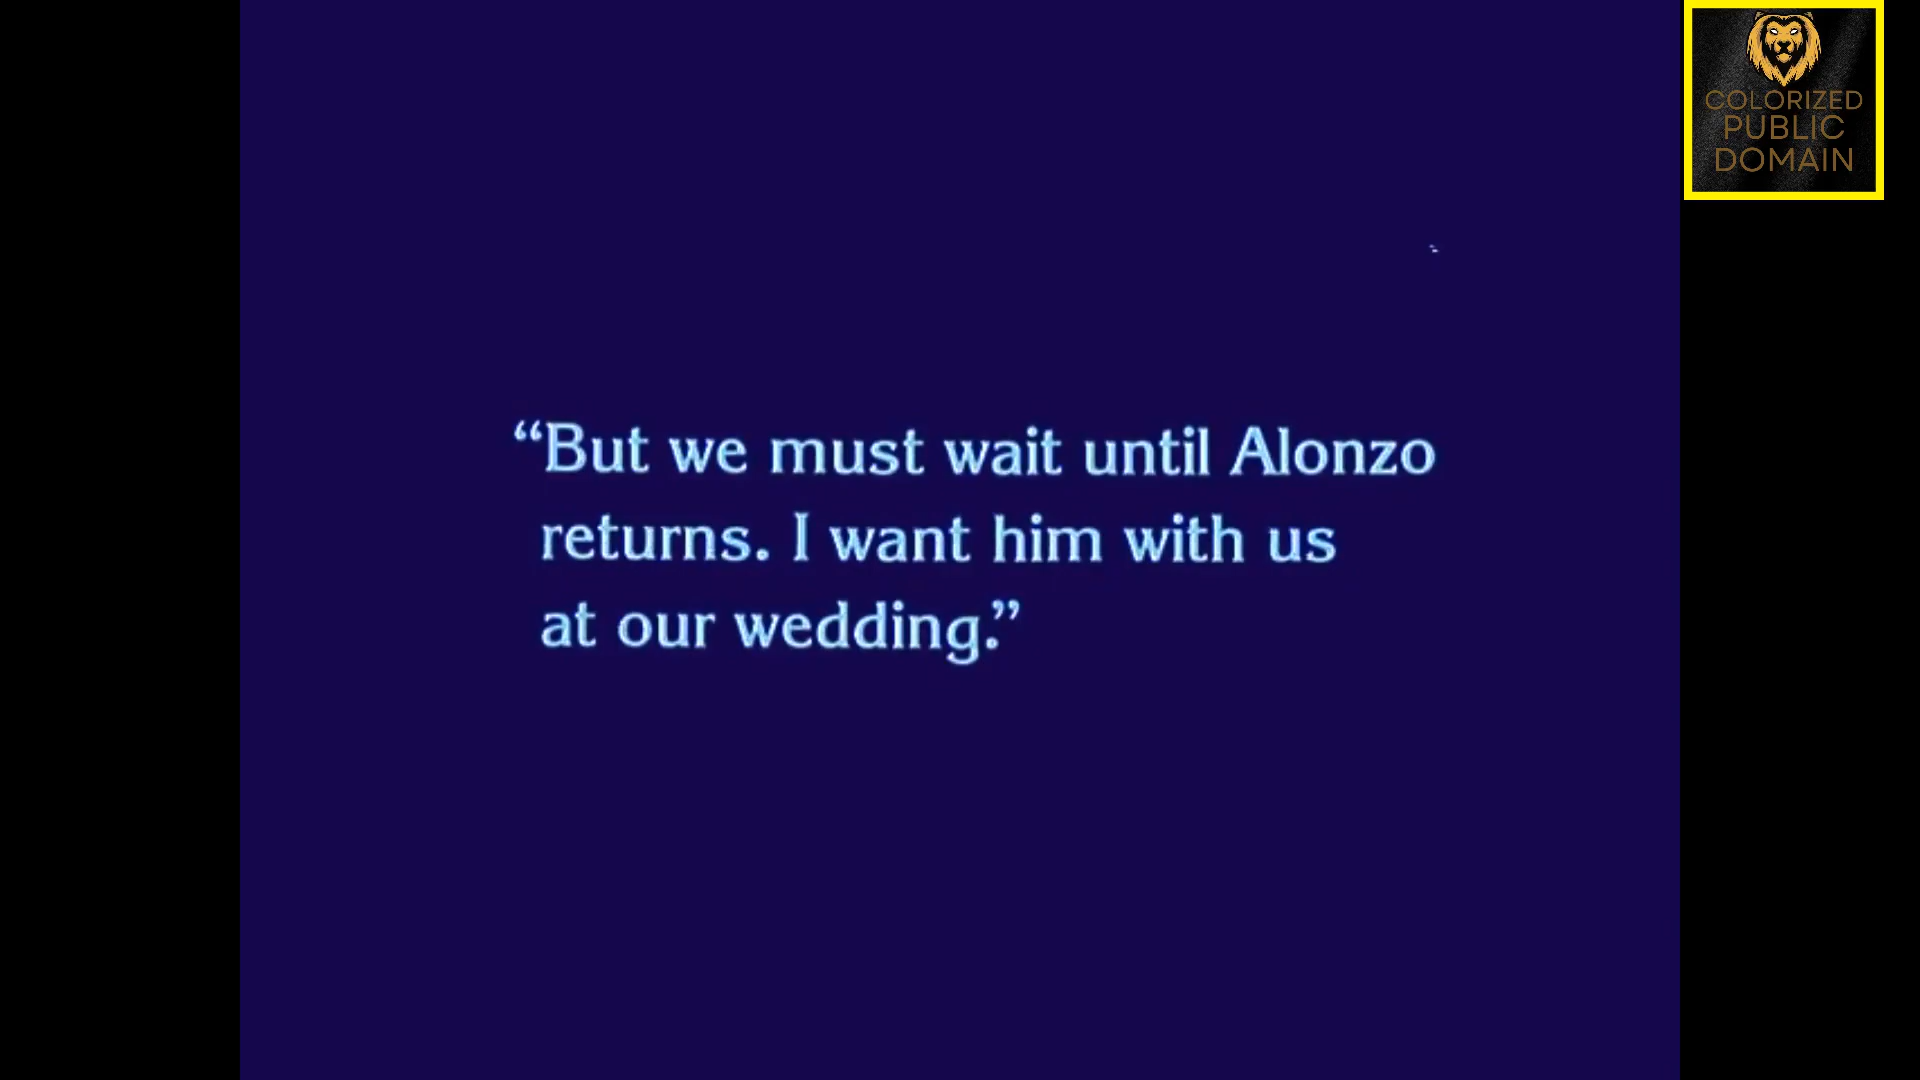 COLORIZED
PUBLIC
DOMAIN
“But we must wait until Alonzo
returns. I want him with us
at our wedding.”